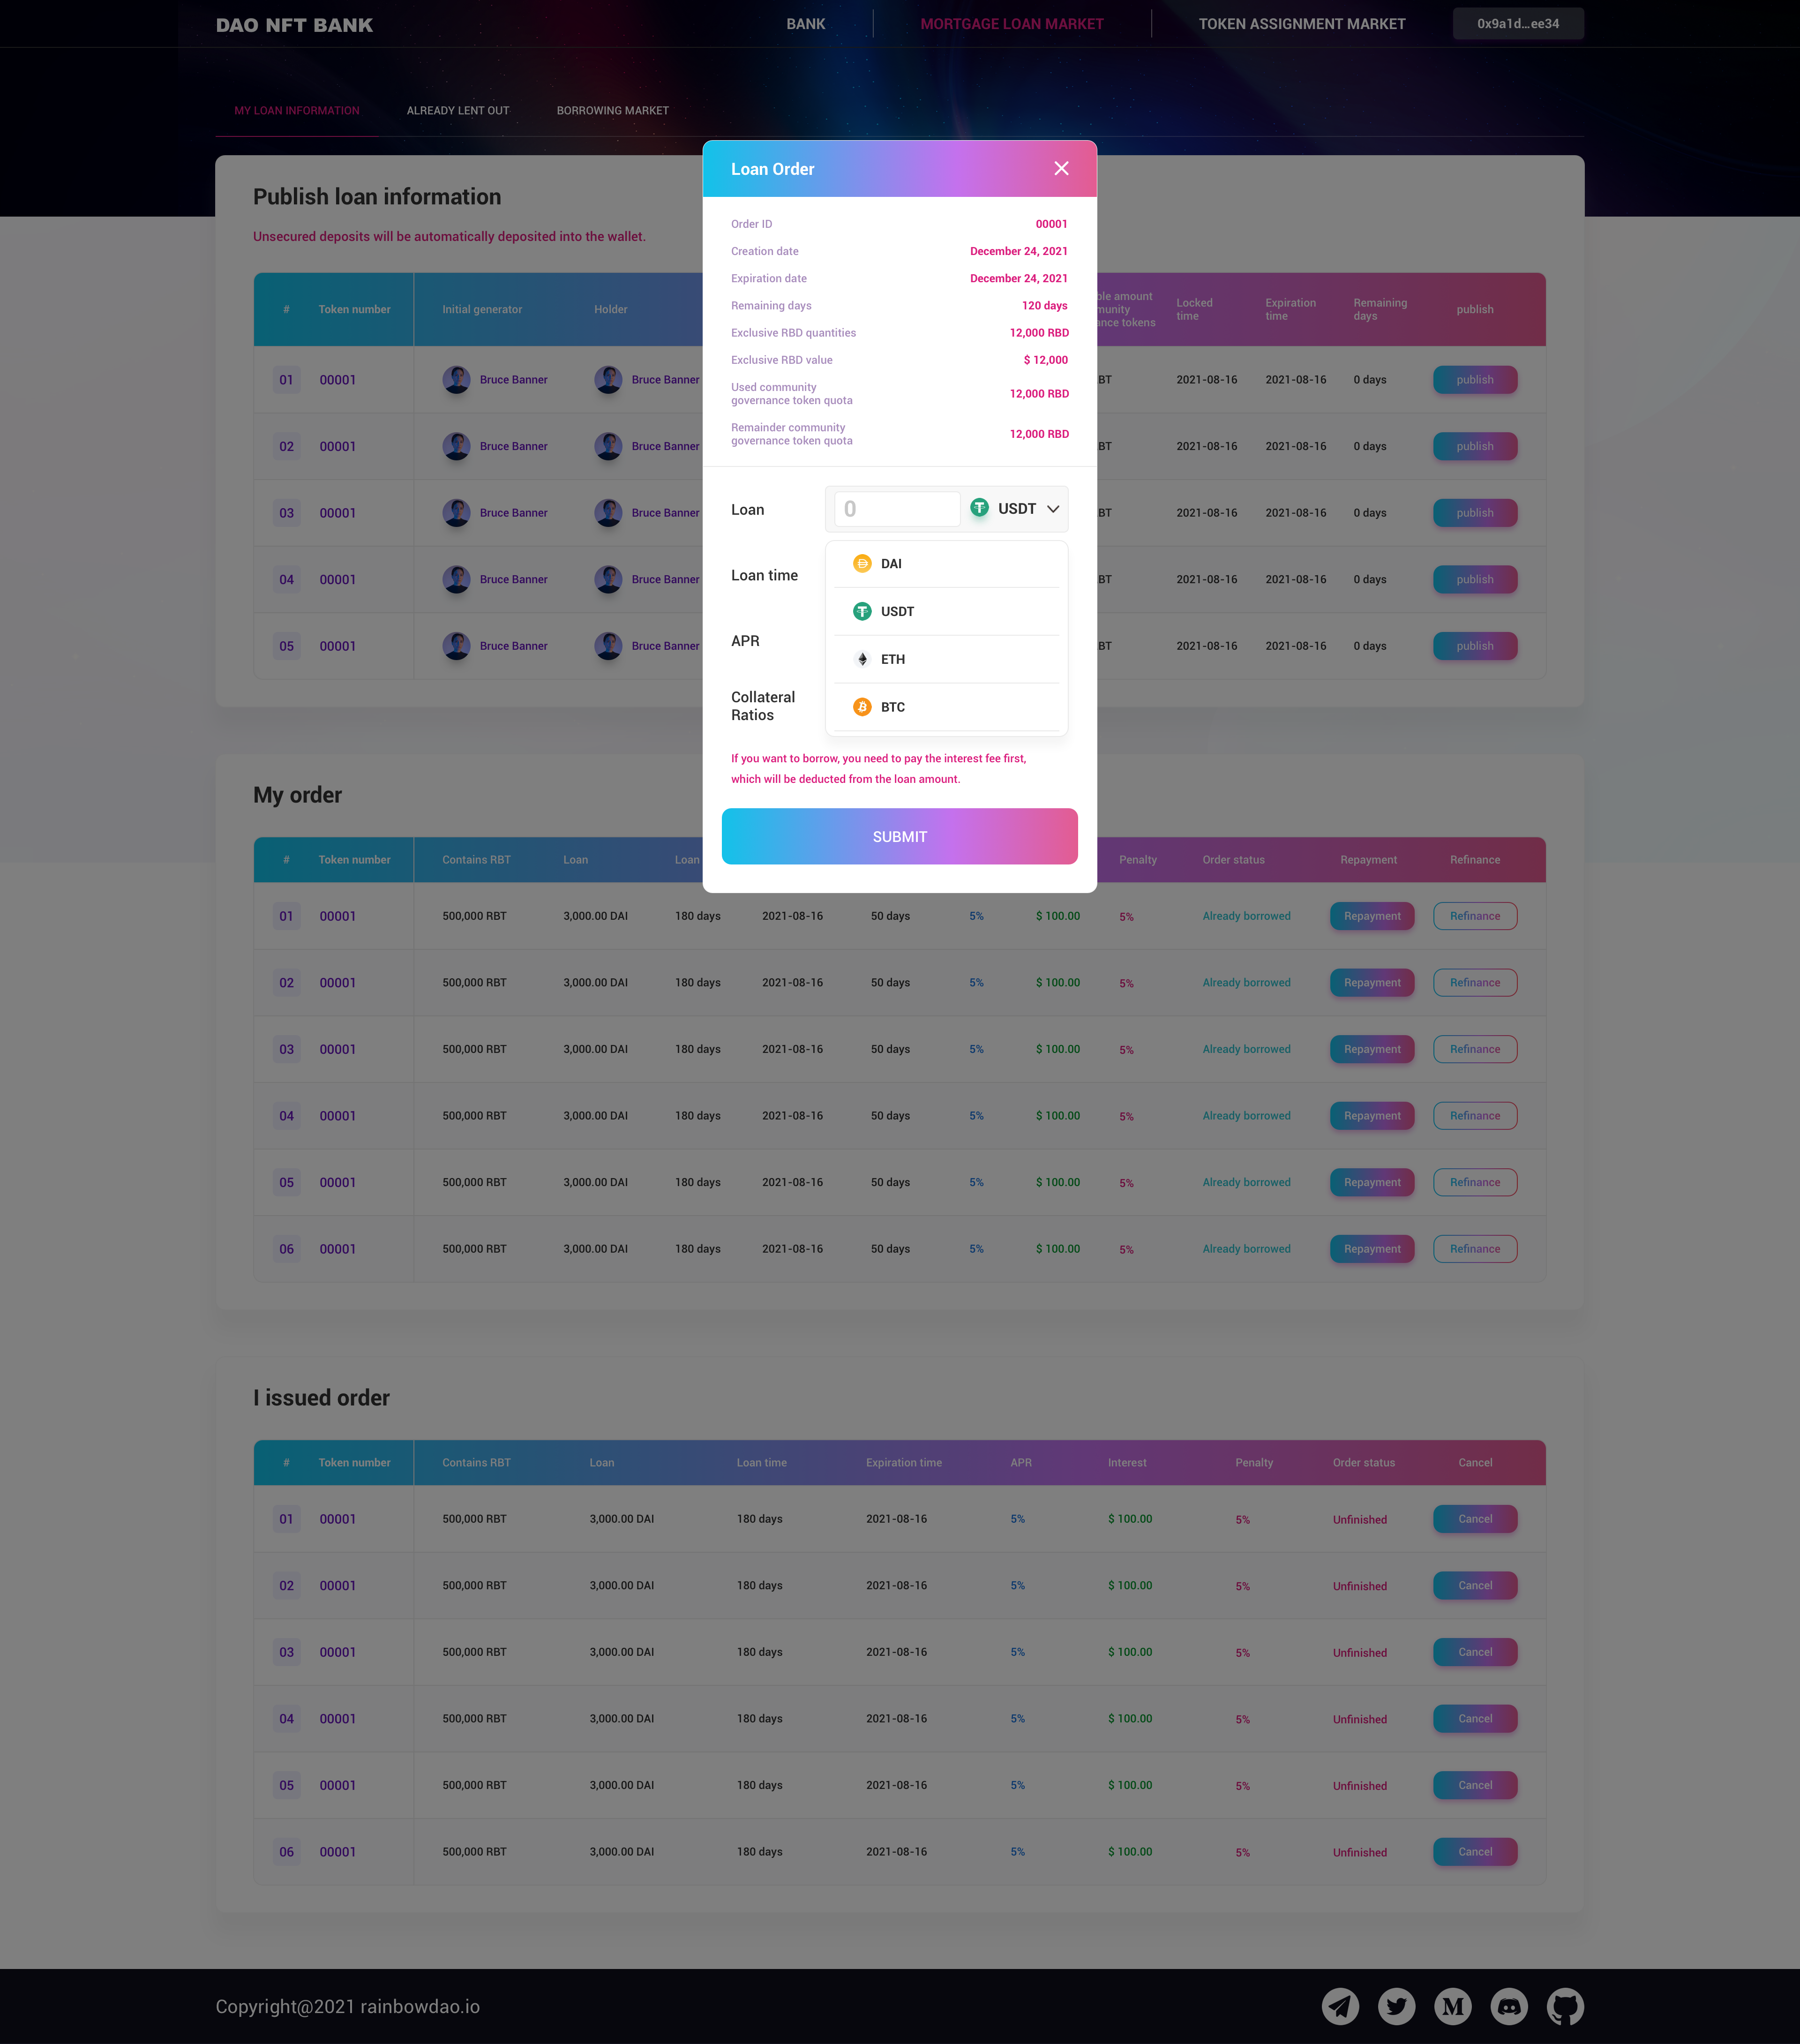 DAO NFT BANK
BANK
MORTGAGE LOAN MARKET
TOKEN ASSIGNMENT MARKET
0x9a1d...ee34
MY LOAN INFORMATION
ALREADY LENT OUT
BORROWING MARKET
Publish loan information
Unsecured deposits will be automatically deposited into the wallet.
# Token number Initial generator Holder amount Locked time Expiration time Remaining days publish
tokens
01 00001 Bruce Banner Bruce Banner BT 2021-08-16 2021-08-16 0 days publish
02 00001 Bruce Banner Bruce Banner BT 2021-08-16 2021-08-16 0 days publish
03 00001 Bruce Banner Bruce Banner BT 2021-08-16 2021-08-16 0 days publish
04 00001 Bruce Banner Bruce Banner BT 2021-08-16 2021-08-16 0 days publish
05 00001 Bruce Banner Bruce Banner BT 2021-08-16 2021-08-16 0 days publish
Loan Order
Order ID 00001
Creation date December 24, 2021
Expiration date December 24, 2021
Remaining days 120 days
Exclusive RBD quantities 12,000 RBD
Exclusive RBD value $ 12,000
Used community
governance token quota 12,000 RBD
Remainder community
governance token quota 12,000 RBD
Loan 0 USDT
DAI
Loan time
USDT
APR
ETH
Collateral
Ratios
BTC
If you want to borrow, you need to pay the interest fee first,
which will be deducted from the loan amount.
SUBMIT
My order
# Token number Contains RBT Loan Loan Penalty Order status Repayment Refinance
01 00001 500,000 RBT 3,000.00 DAI 180 days 2021-08-16 50 days 5% $ 100.00 5% Already borrowed Repayment Refinance
02 00001 500,000 RBT 3,000.00 DAI 180 days 2021-08-16 50 days 5% $ 100.00 5% Already borrowed Repayment Refinance
03 00001 500,000 RBT 3,000.00 DAI 180 days 2021-08-16 50 days 5% $ 100.00 5% Already borrowed Repayment Refinance
04 00001 500,000 RBT 3,000.00 DAI 180 days 2021-08-16 50 days 5% $ 100.00 5% Already borrowed Repayment Refinance
05 00001 500,000 RBT 3,000.00 DAI 180 days 2021-08-16 50 days 5% $ 100.00 5% Already borrowed Repayment Refinance
06 00001 500,000 RBT 3,000.00 DAI 180 days 2021-08-16 50 days 5% $ 100.00 5% Already borrowed Repayment Refinance
I issued order
# Token number Contains RBT Loan Loan time Expiration time APR Interest Penalty Order status Cancel
01 00001 500,000 RBT 3,000.00 DAI 180 days 2021-08-16 5% $ 100.00 5% Unfinished Cancel
02 00001 500,000 RBT 3,000.00 DAI 180 days 2021-08-16 5% $ 100.00 5% Unfinished Cancel
03 00001 500,000 RBT 3,000.00 DAI 180 days 2021-08-16 5% $ 100.00 5% Unfinished Cancel
04 00001 500,000 RBT 3,000.00 DAI 180 days 2021-08-16 5% $ 100.00 5% Unfinished Cancel
05 00001 500,000 RBT 3,000.00 DAI 180 days 2021-08-16 5% $ 100.00 5% Unfinished Cancel
06 00001 500,000 RBT 3,000.00 DAI 180 days 2021-08-16 5% $ 100.00 5% Unfinished Cancel
Copyright@2021 rainbowdao.io